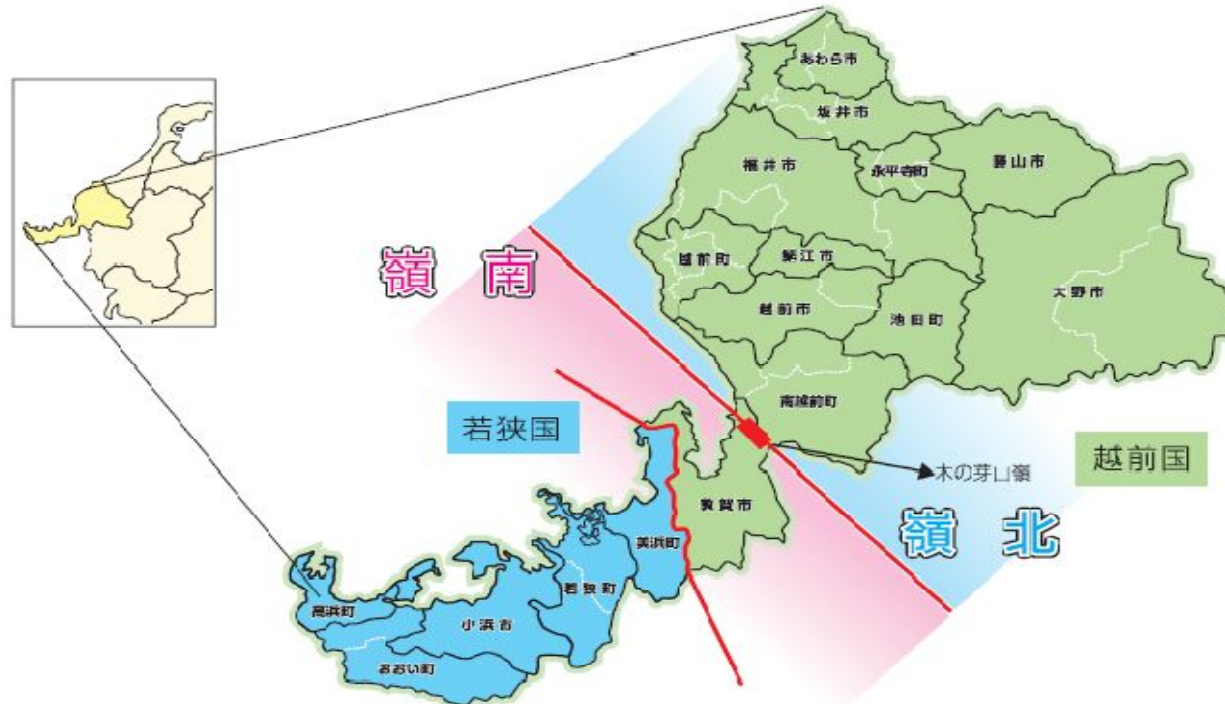 あわら市
坂井市
福井市
永平寺町
勝山市
嶺南
越前町
鯖江市
大野市
越前市
池田町
南越前町
若狭国
越前国
木の芽山嶺
敦賀市
嶺北
美浜町
若狭町
高浜町
小浜市
おおい町